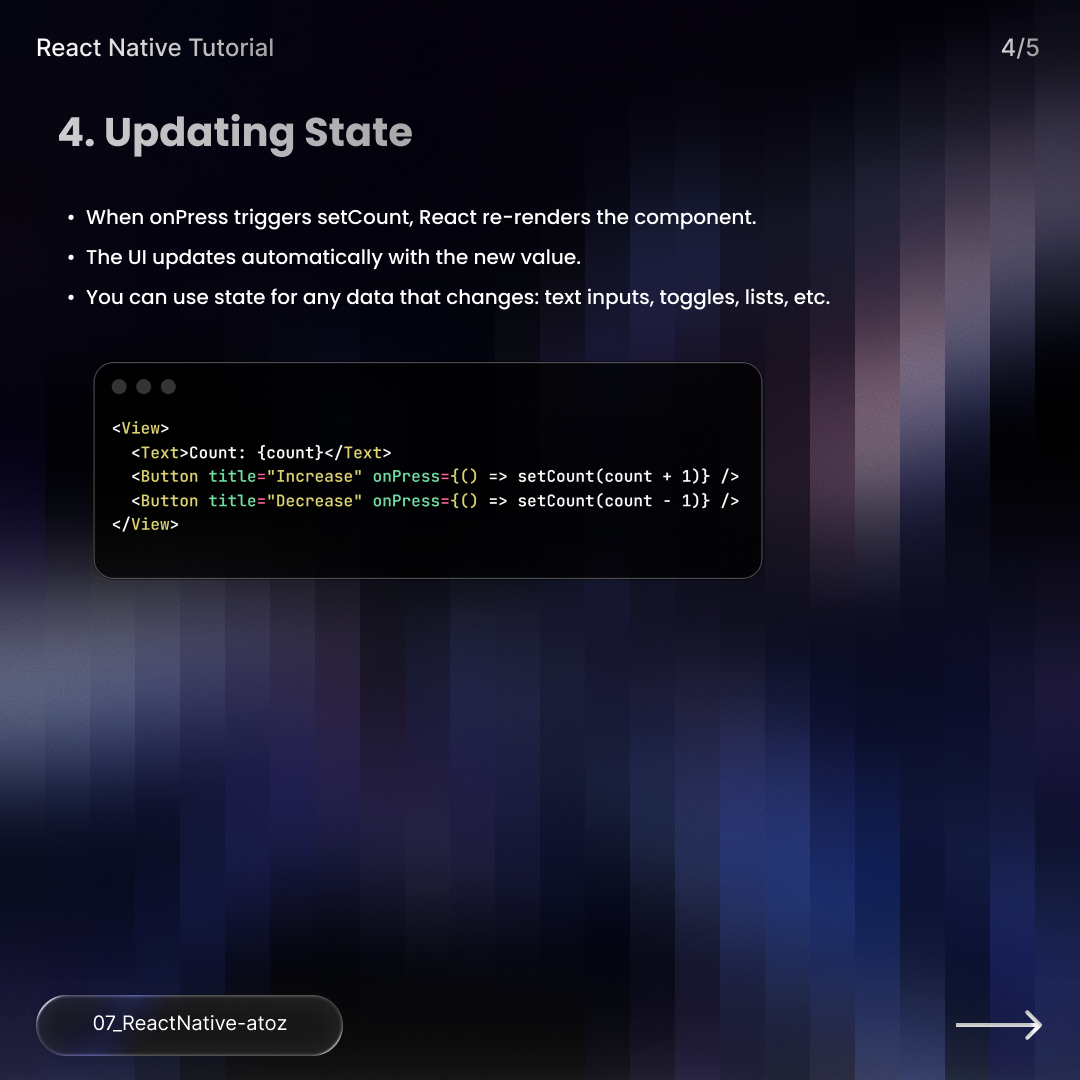 React Native Tutorial
4/5
4. Updating State
• When onPress triggers setCount, React re-renders the component.
• The UI updates automatically with the new value.
• You can use state for any data that changes: text inputs, toggles, lists, etc.
<View>
  <Text>Count: {count}</Text>
  <Button title="Increase" onPress={() => setCount(count + 1)} />
  <Button title="Decrease" onPress={() => setCount(count - 1)} />
</View>
07_ReactNative-atoz